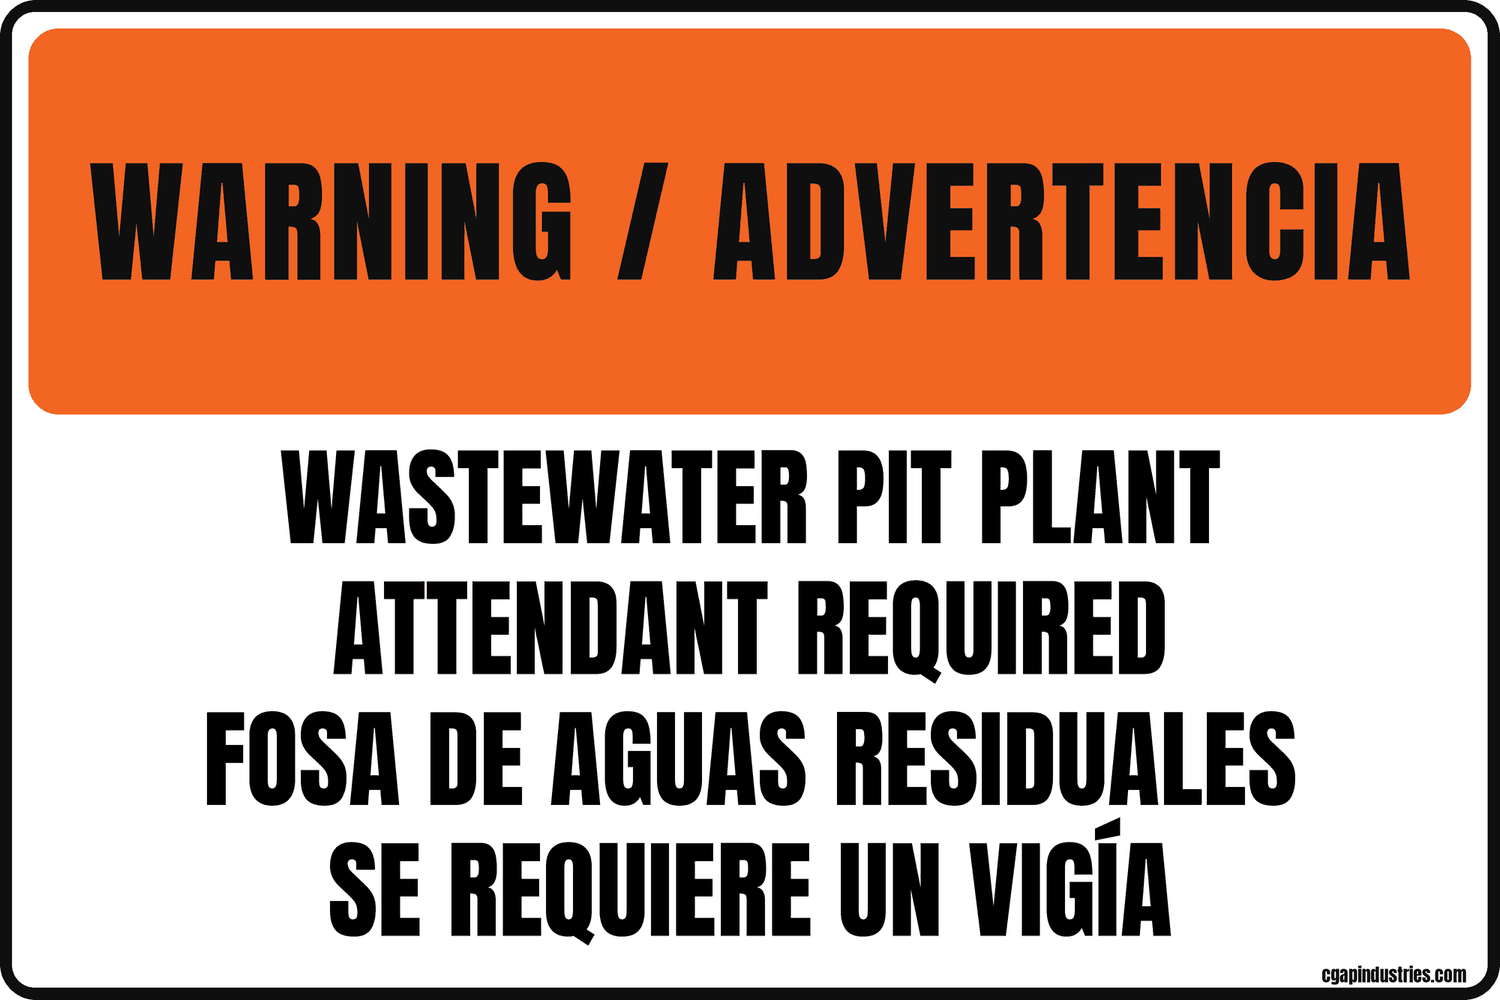 WARNING / ADVERTENCIA
WASTEWATER PIT PLANT
ATTENDANT REQUIRED
FOSA DE AGUAS RESIDUALES
SE REQUIERE UN VIGÍA
cgapindustries.com